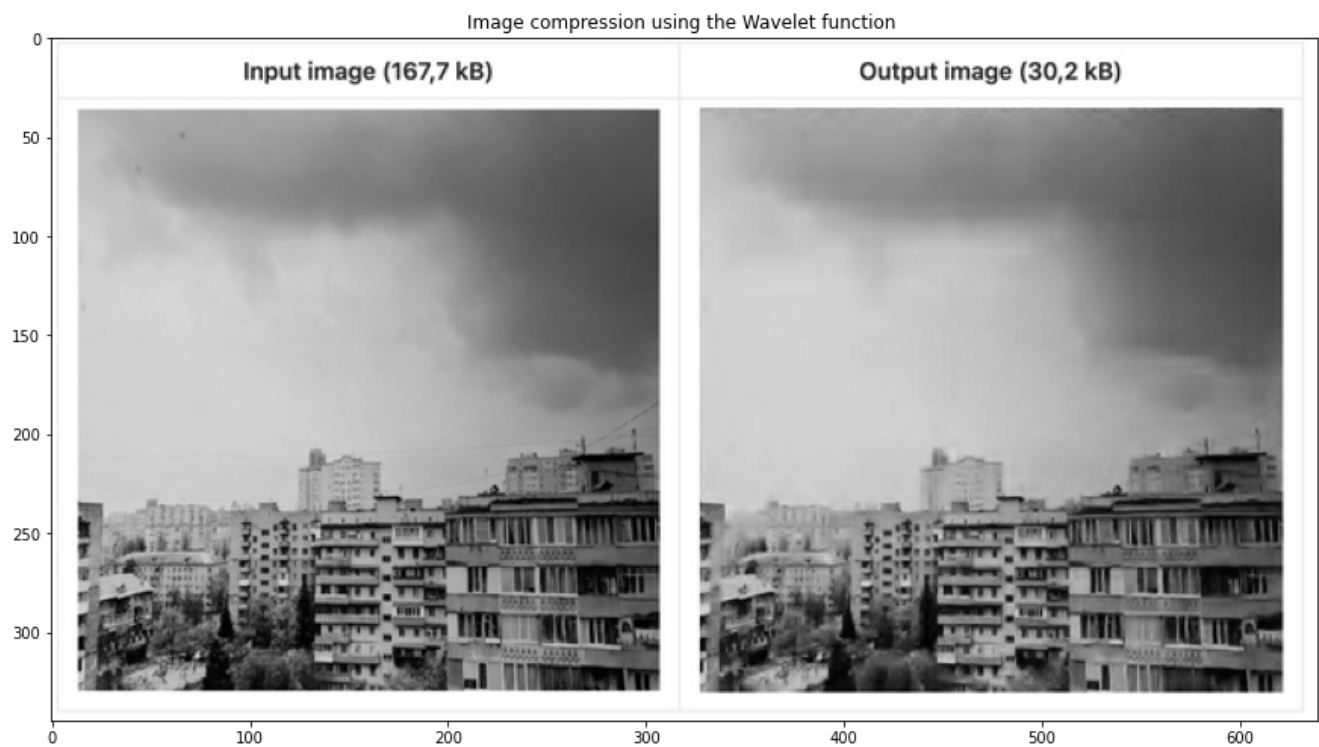 Image compression using the Wavelet function
Input image (167,7 kB)
Output image (30,2 kB)
0
50
100
150
200
250
300
0 100 200 300 400 500 600